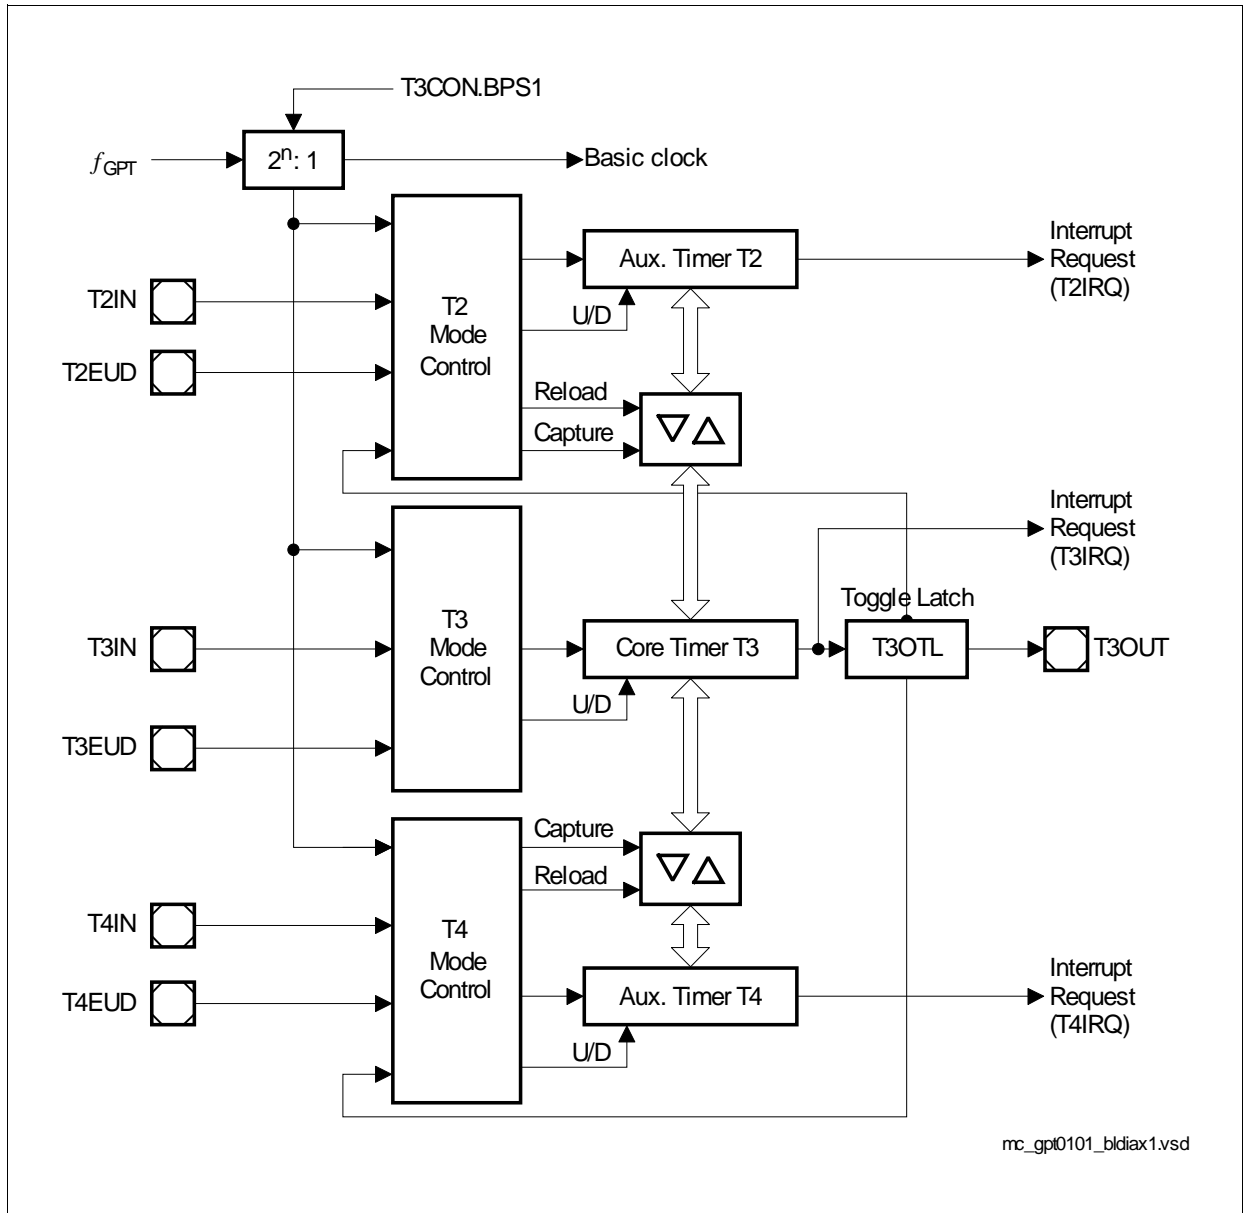 T3CON.BPS1
fGPT
2n: 1
Basic clock
T2IN
T2EUD
T2
Mode
Control
U/D
Reload
Capture
Aux. Timer T2
Interrupt
Request
(T2IRQ)
T3IN
T3EUD
T3
Mode
Control
U/D
Core Timer T3
Interrupt
Request
(T3IRQ)
Toggle Latch
T3OTL
T3OUT
T4IN
T4EUD
T4
Mode
Control
Capture
Reload
U/D
Aux. Timer T4
Interrupt
Request
(T4IRQ)
mc_gpt0101_bldiax1.vsd